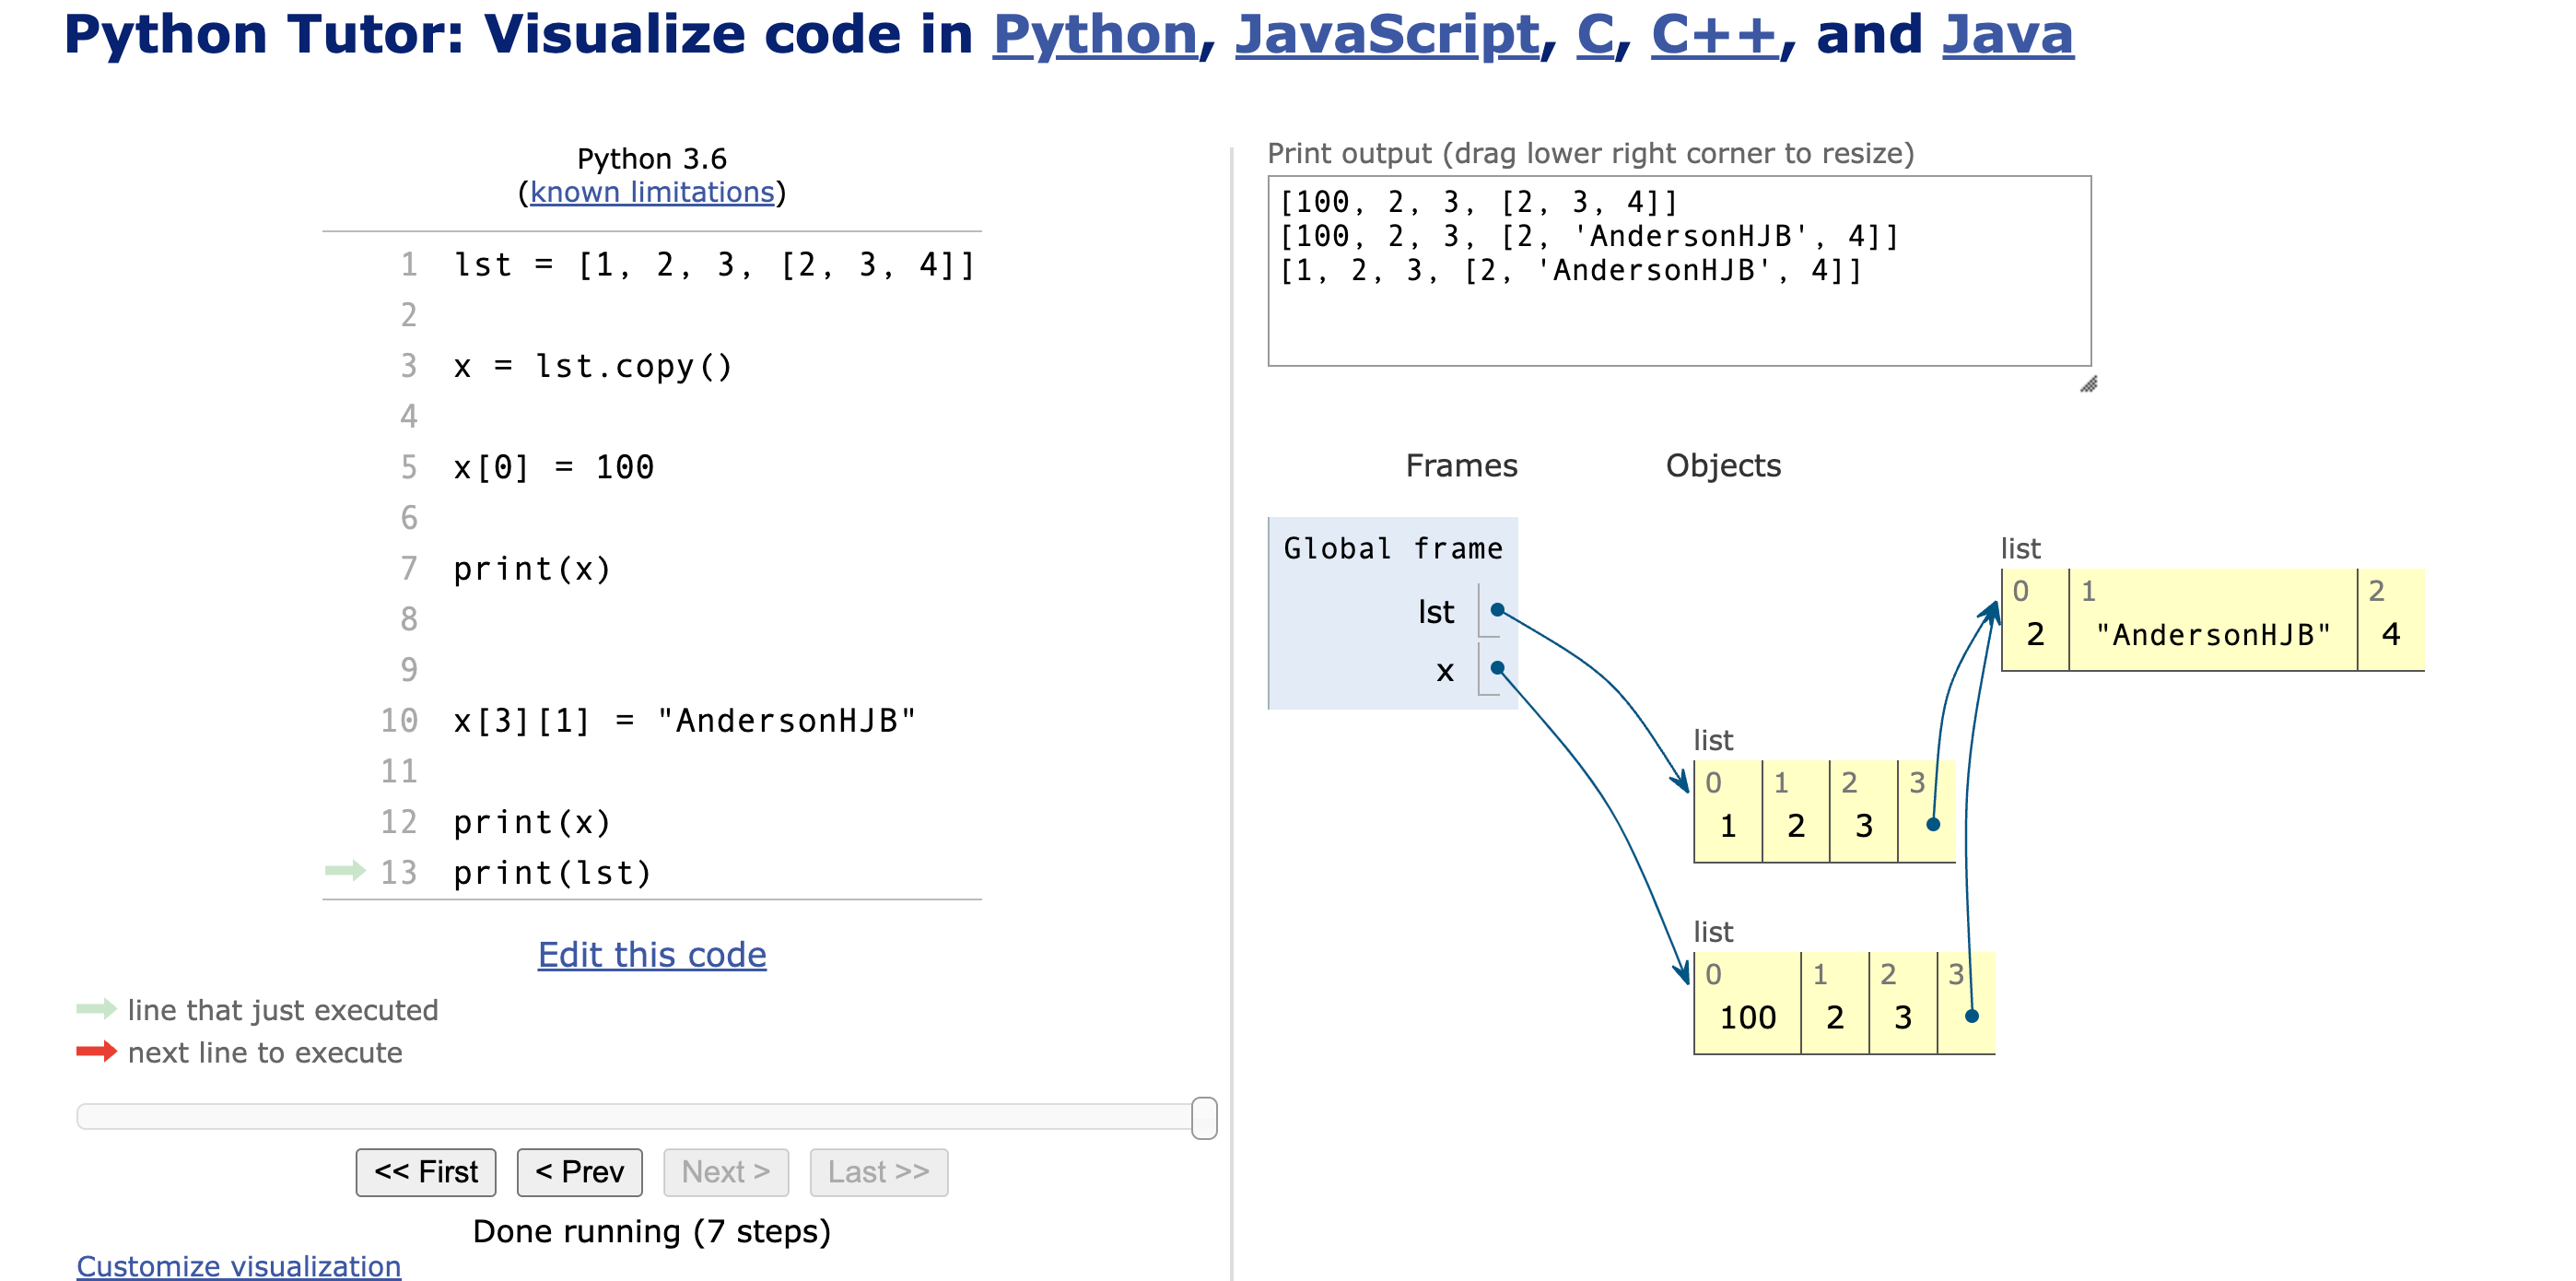 Python Tutor: Visualize code in Python, JavaScript, C, C++, and Java
Python 3.6
(known limitations)
1 lst = [1, 2, 3, [2, 3, 4]]
2
3 x = lst.copy()
4
5 x[0] = 100
6
7 print(x)
8
9
10 x[3][1] = "AndersonHJB"
11
12 print(x)
13 print(lst)
Edit this code
line that just executed
next line to execute
<< First < Prev Next > Last >>
Done running (7 steps)
Customize visualization
Print output (drag lower right corner to resize)
[100, 2, 3, [2, 3, 4]]
[100, 2, 3, [2, 'AndersonHJB', 4]]
[1, 2, 3, [2, 'AndersonHJB', 4]]
Frames Objects
Global frame
lst
x
list
0 1 2
2 "AndersonHJB" 4
list
0 1 2 3
1 2 3
list
0 1 2 3
100 2 3